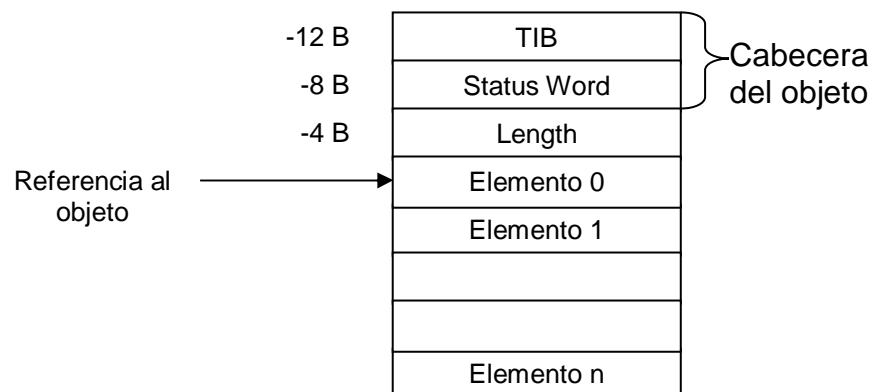 -12 B
TIB
-8 B
Status Word
Cabecera
del objeto
-4 B
Length
Referencia al
objeto
Elemento 0
Elemento 1
Elemento n